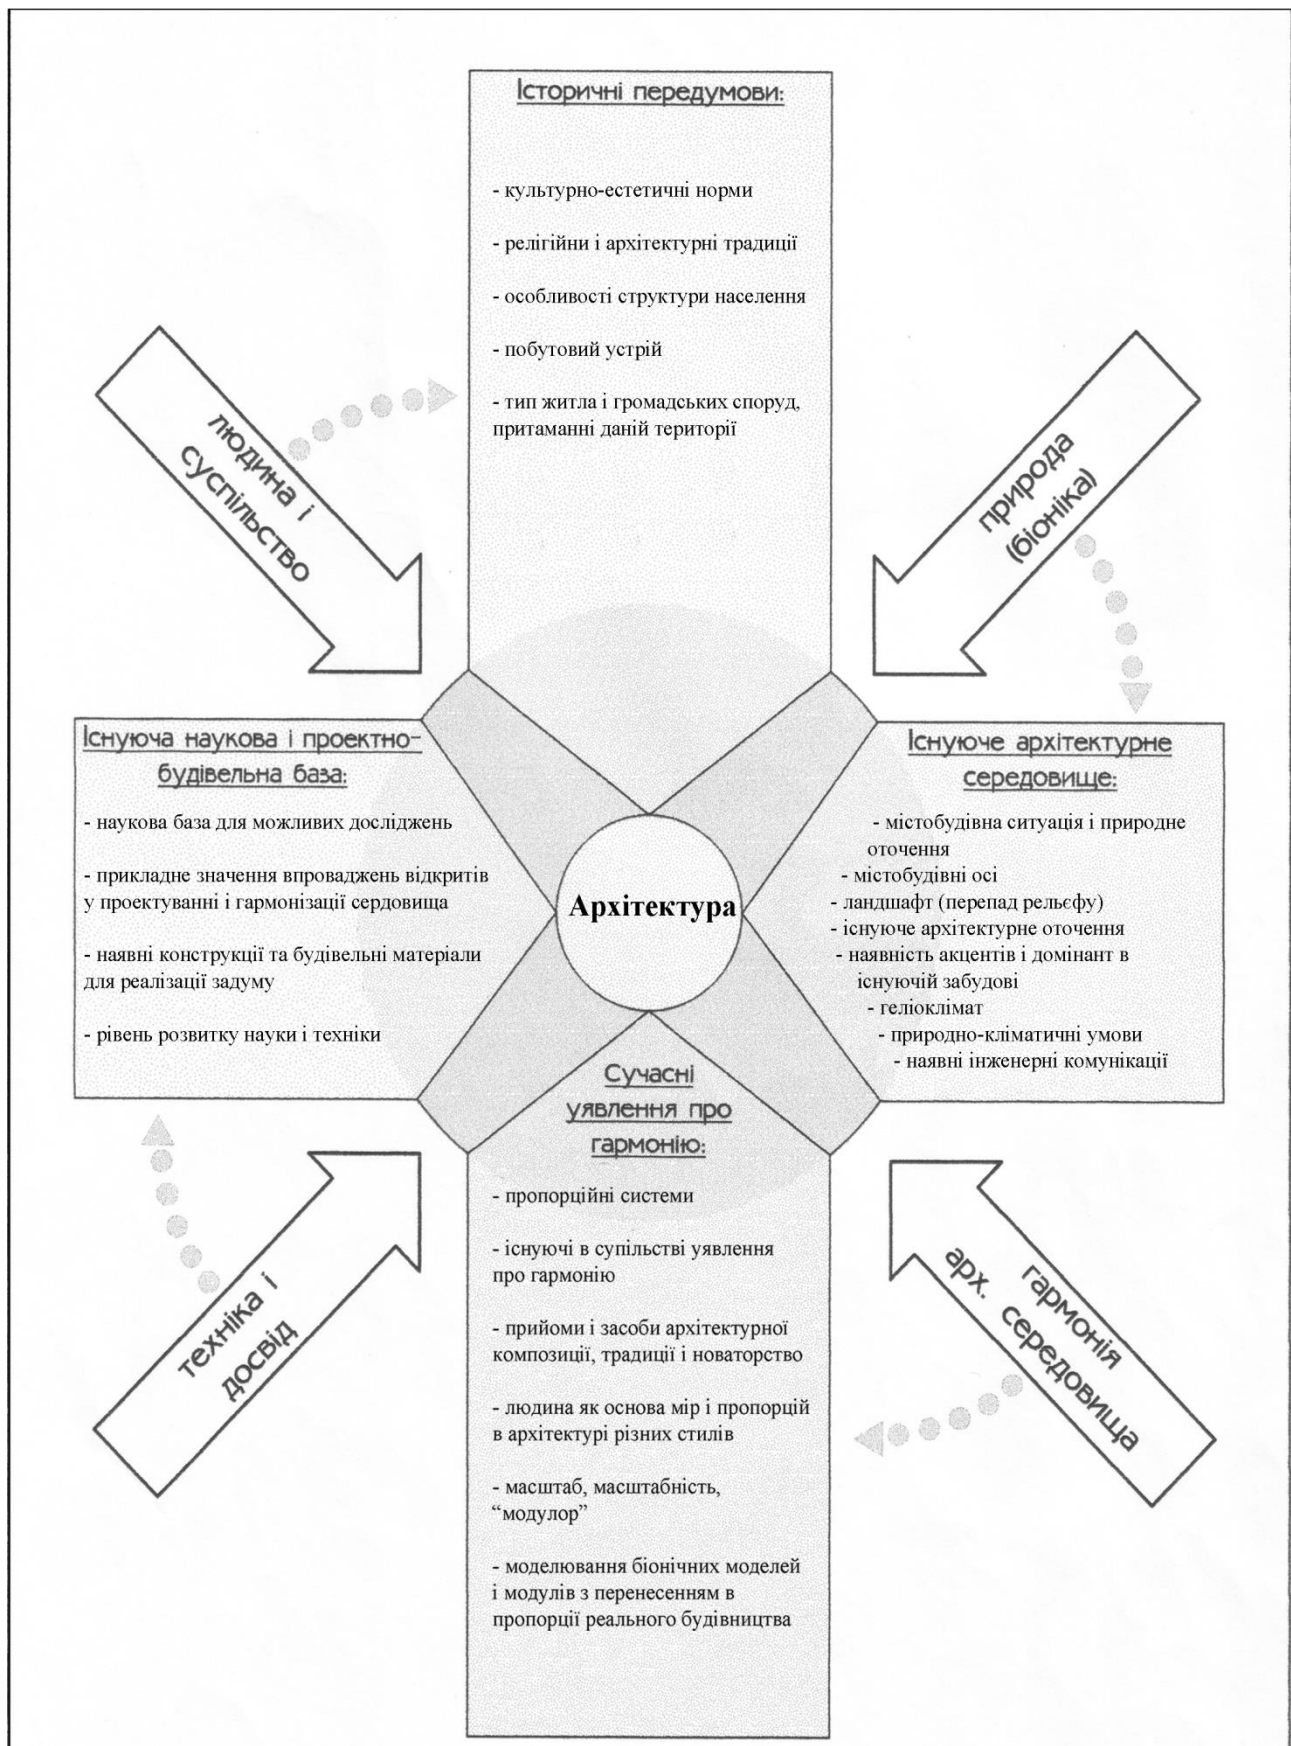 Історичні передумови:
- культурно-естетичні норми
- релігійни і архітектурні традиції
- особливості структури населення
- побутовий устрій
- тип житла і громадських споруд,
притаманні даній території
людина і
суспільство
природа
(біоніка)
Існуюча наукова і проектно-
будівельна база:
- наукова база для можливих досліджень
- прикладне значення впроваджень відкритів
у проектуванні і гармонізації сердовища
- наявні конструкції та будівельні матеріали
для реалізації задуму
- рівень розвитку науки і техніки
Архітектура
Існуюче архітектурне
середовище:
- містобудівна ситуація і природне
оточення
- містобудівні осі
- ландшафт (перепад рельєфу)
- існуюче архітектурне оточення
- наявність акцентів і домінант в
існуючій забудові
- геліоклімат
- природно-кліматичні умови
- наявні інженерні комунікації
Сучасні
уявлення про
гармонію:
- пропорційні системи
- існуючі в супільстві уявлення
про гармонію
- прийоми і засоби архітектурної
композиції, традиції і новаторство
- людина як основа мір і пропорцій
в архітектурі різних стилів
- масштаб, масштабність,
“модулор”
- моделювання біонічних моделей
і модулів з перенесенням в
пропорції реального будівництва
техніка і
досвід
гармонія
арх. середовища